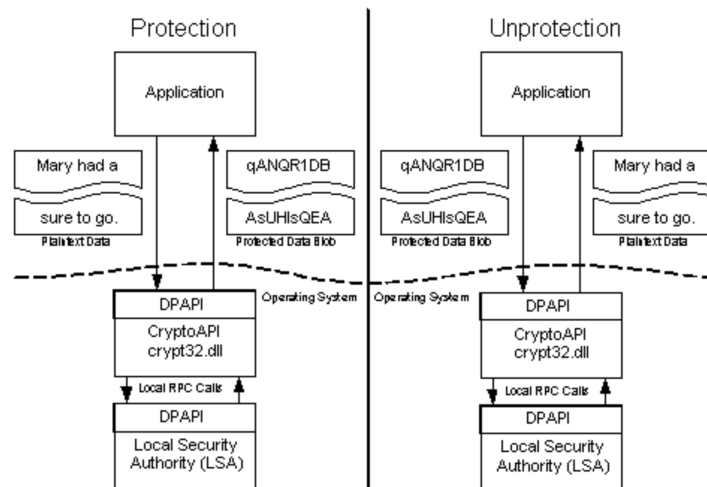 Protection
Application
Mary had a
sure to go.
Plaintext Data
qANQR1DB
AsUHIsQEA
Protected Data Blob
Operating System
DPAPI
CryptoAPI
crypt32.dll
Local RPC Calls
DPAPI
Local Security
Authority (LSA)
Unprotection
Application
qANQR1DB
AsUHIsQEA
Protected Data Blob
Mary had a
sure to go.
Plaintext Data
Operating System
DPAPI
CryptoAPI
crypt32.dll
Local RPC Calls
DPAPI
Local Security
Authority (LSA)